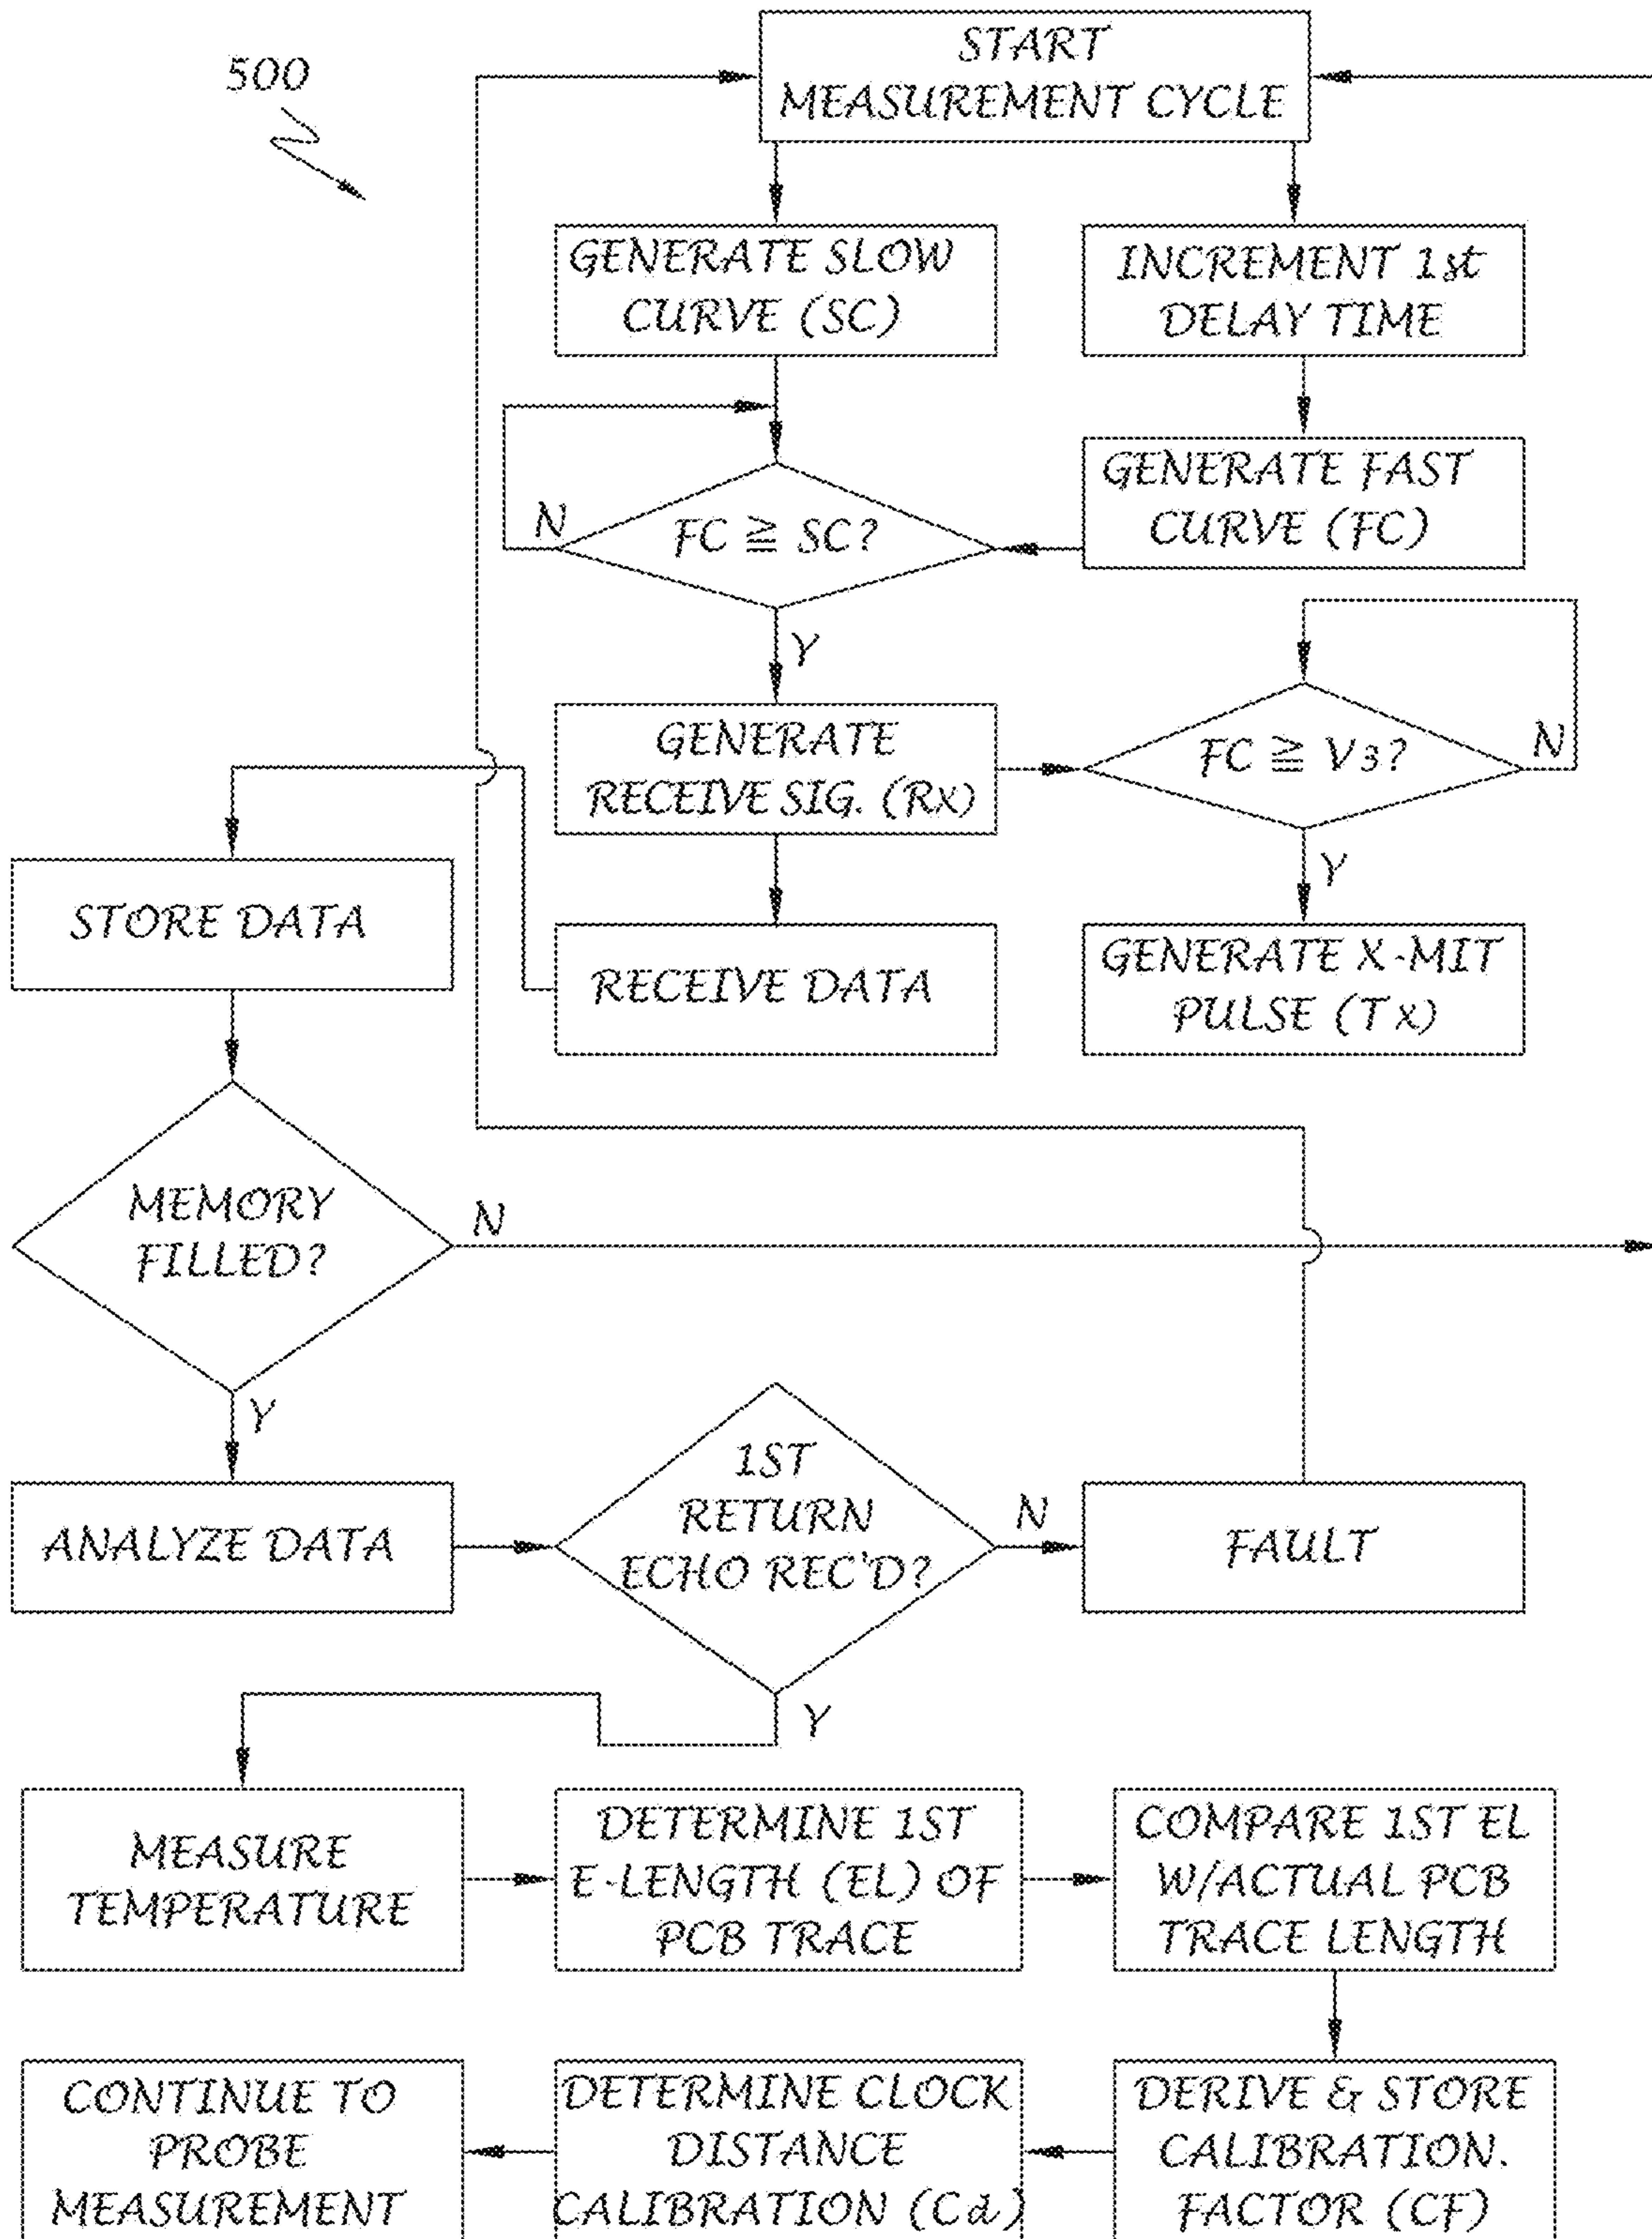 500
START
MEASUREMENT CYCLE
GENERATE SLOW
CURVE (SC)
INCREMENT 1st
DELAY TIME
GENERATE FAST
CURVE (FC)
N
FC ≧ SC?
Y
GENERATE
RECEIVE SIG. (Rx)
FC ≧ V3?
N
Y
STORE DATA
RECEIVE DATA
GENERATE X-MIT
PULSE (Tx)
MEMORY
FILLED?
N
Y
ANALYZE DATA
1ST
RETURN
ECHO REC'D?
N
FAULT
Y
MEASURE
TEMPERATURE
DETERMINE 1ST
E-LENGTH (EL) OF
PCB TRACE
COMPARE 1ST EL
W/ACTUAL PCB
TRACE LENGTH
CONTINUE TO
PROBE
MEASUREMENT
DETERMINE CLOCK
DISTANCE
CALIBRATION (Cd)
DERIVE & STORE
CALIBRATION.
FACTOR (CF)